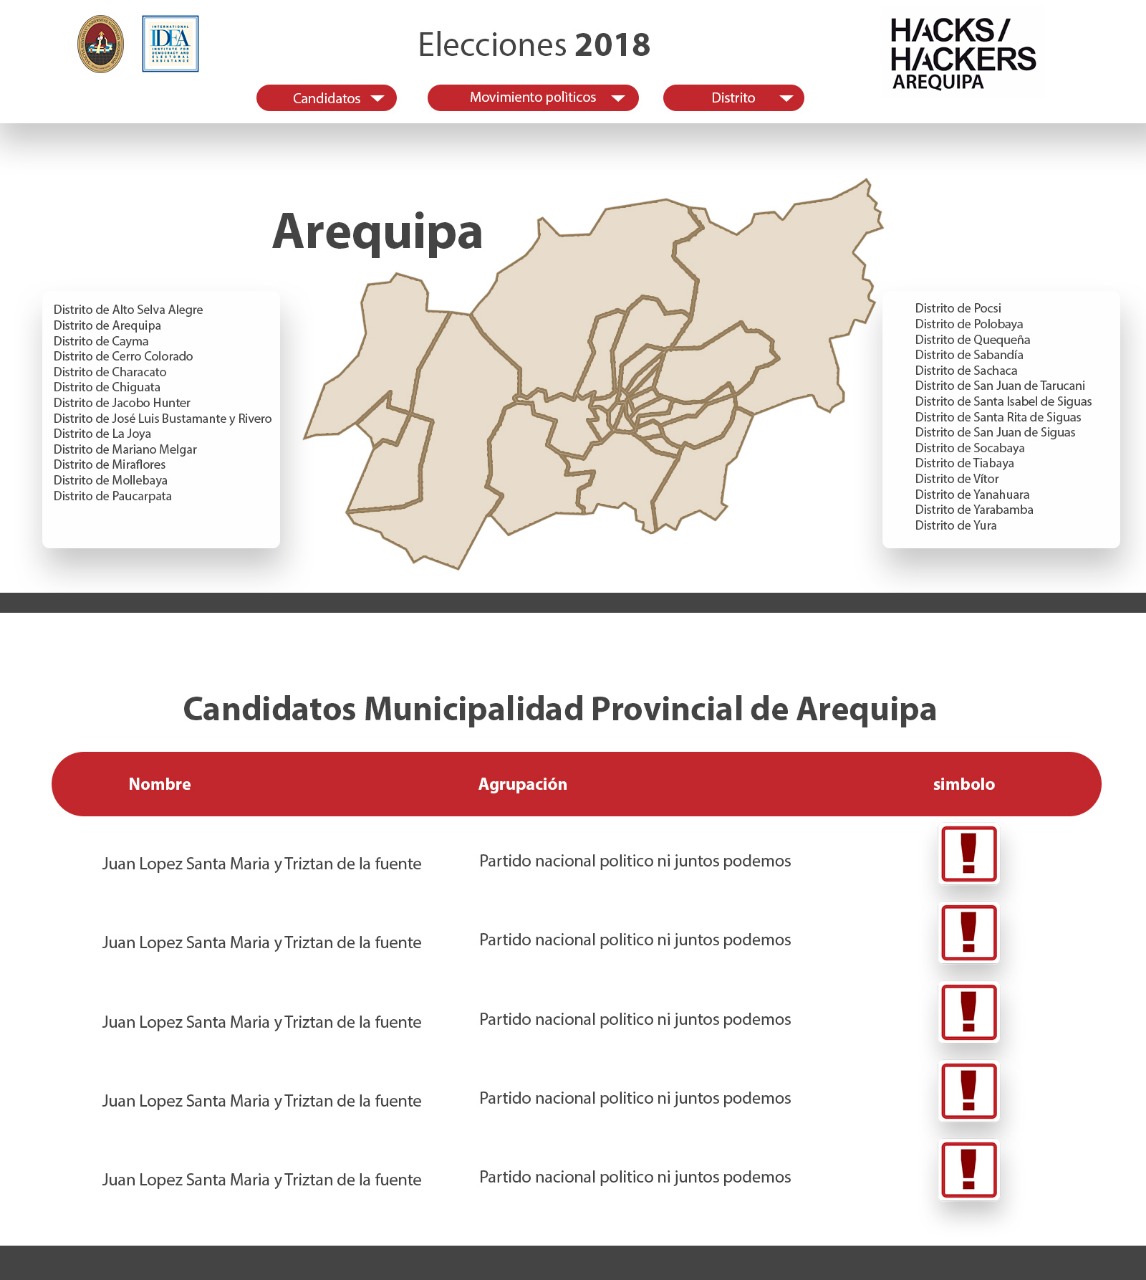 INTERNATIONAL
IDEA
INSTITUTE FOR
DEMOCRACY AND
ELECTORAL
ASSISTANCE
Elecciones 2018
HACKS/
HACKERS
AREQUIPA
Candidatos
Movimiento polìticos
Distrito
Arequipa
Distrito de Alto Selva Alegre
Distrito de Arequipa
Distrito de Cayma
Distrito de Cerro Colorado
Distrito de Characato
Distrito de Chiguata
Distrito de Jacobo Hunter
Distrito de José Luis Bustamante y Rivero
Distrito de La Joya
Distrito de Mariano Melgar
Distrito de Miraflores
Distrito de Mollebaya
Distrito de Paucarpata
Distrito de Pocsi
Distrito de Polobaya
Distrito de Quequeña
Distrito de Sabandía
Distrito de Sachaca
Distrito de San Juan de Tarucani
Distrito de Santa Isabel de Siguas
Distrito de Santa Rita de Siguas
Distrito de San Juan de Siguas
Distrito de Socabaya
Distrito de Tiabaya
Distrito de Vítor
Distrito de Yanahuara
Distrito de Yarabamba
Distrito de Yura
Candidatos Municipalidad Provincial de Arequipa
Nombre Agrupación simbolo
Juan Lopez Santa Maria y Triztan de la fuente Partido nacional politico ni juntos podemos !
Juan Lopez Santa Maria y Triztan de la fuente Partido nacional politico ni juntos podemos !
Juan Lopez Santa Maria y Triztan de la fuente Partido nacional politico ni juntos podemos !
Juan Lopez Santa Maria y Triztan de la fuente Partido nacional politico ni juntos podemos !
Juan Lopez Santa Maria y Triztan de la fuente Partido nacional politico ni juntos podemos !